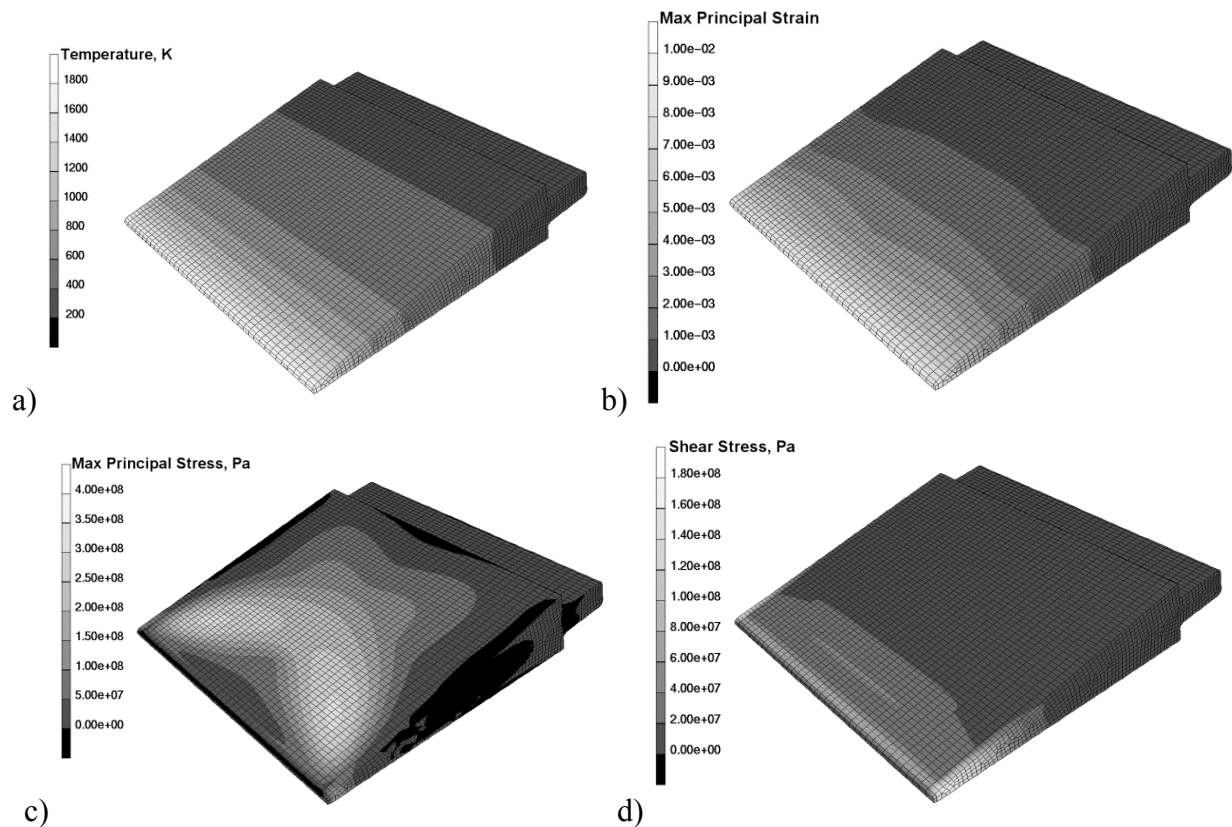 Temperature, K
1800
1600
1400
1200
1000
800
600
400
200
a)
Max Principal Strain
1.00e−02
9.00e−03
8.00e−03
7.00e−03
6.00e−03
5.00e−03
4.00e−03
3.00e−03
2.00e−03
1.00e−03
0.00e+00
b)
Max Principal Stress, Pa
4.00e+08
3.50e+08
3.00e+08
2.50e+08
2.00e+08
1.50e+08
1.00e+08
5.00e+07
0.00e+00
c)
Shear Stress, Pa
1.80e+08
1.60e+08
1.40e+08
1.20e+08
1.00e+08
8.00e+07
6.00e+07
4.00e+07
2.00e+07
0.00e+00
d)